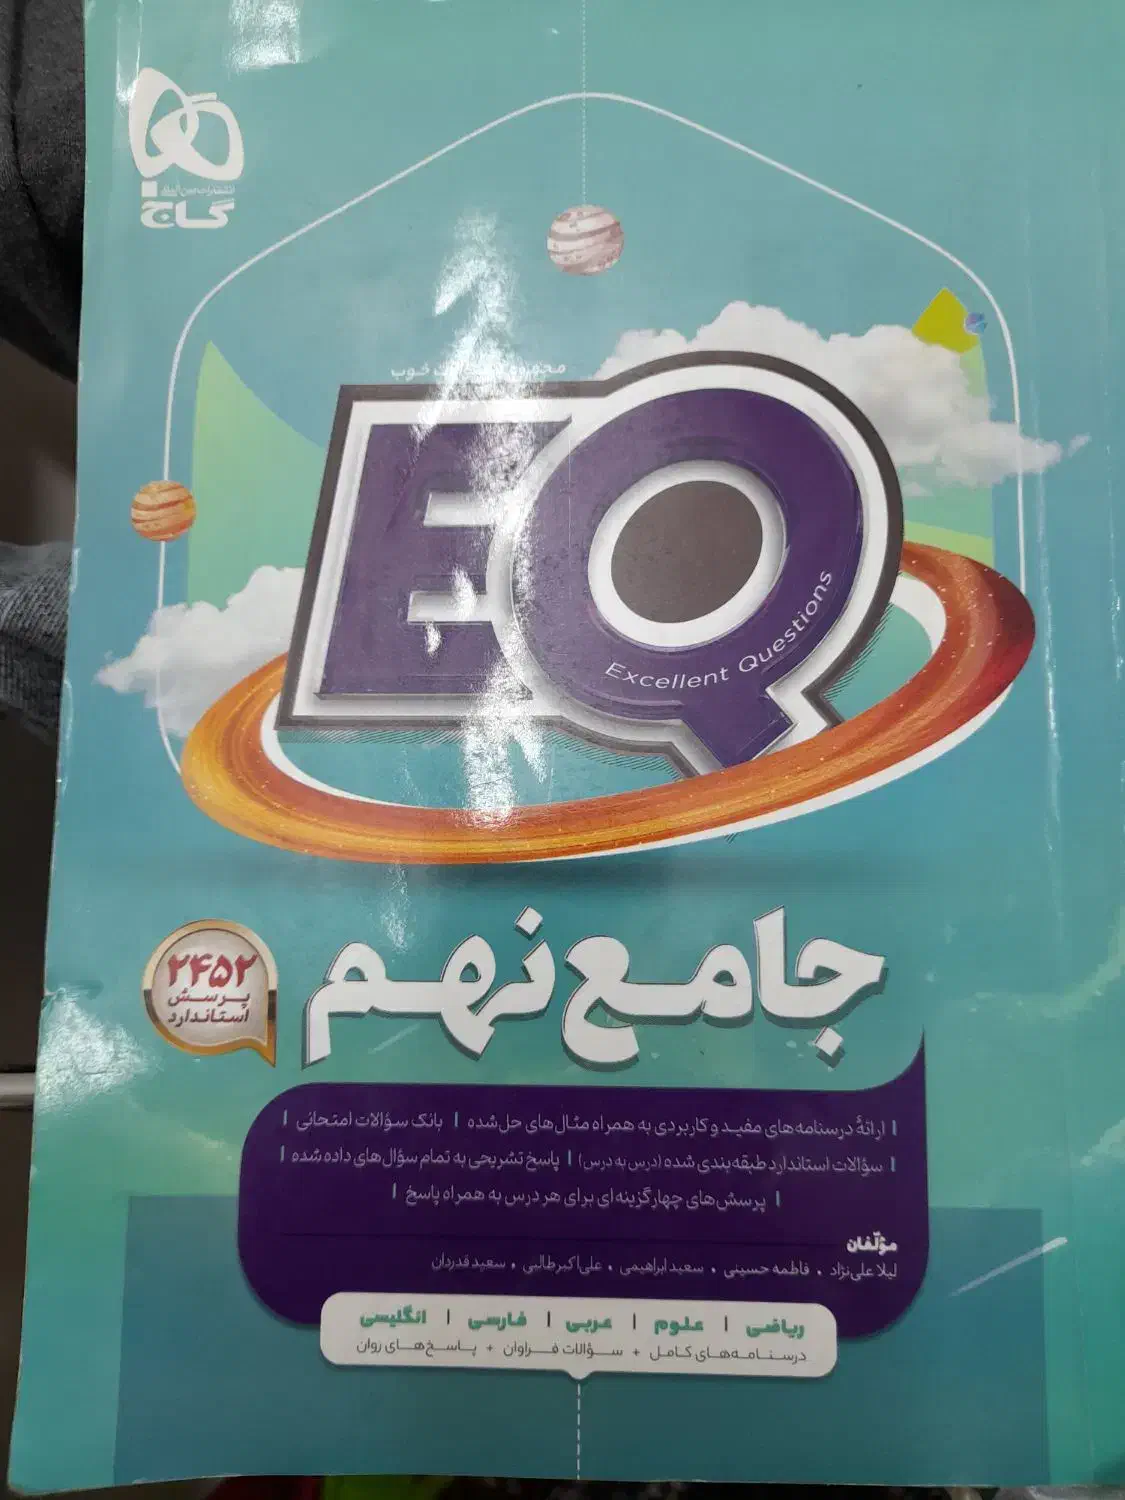 انتشارات بین‌المللی
گاج
خوب
EQ
Excellent Questions
جامع نهم
۲۴۵۲
پرسش
استاندارد
| ارائهٔ درسنامه‌های مفید و کاربردی به همراه مثال‌های حل‌شده | بانک سؤالات امتحانی |
| سؤالات استاندارد طبقه‌بندی شده (درس به درس) | پاسخ تشریحی به تمام سؤال‌های داده شده |
| پرسش‌های چهارگزینه‌ای برای هر درس به همراه پاسخ |
مؤلّفان
لیلا علی‌نژاد . فاطمه حسینی . سعید ابراهیمی . علی‌اکبر طالبی . سعید قدردان
ریاضی | علوم | عربی | فارسی | انگلیسی
درسنامه‌های کامل + سؤالات فراوان + پاسخ‌های روان